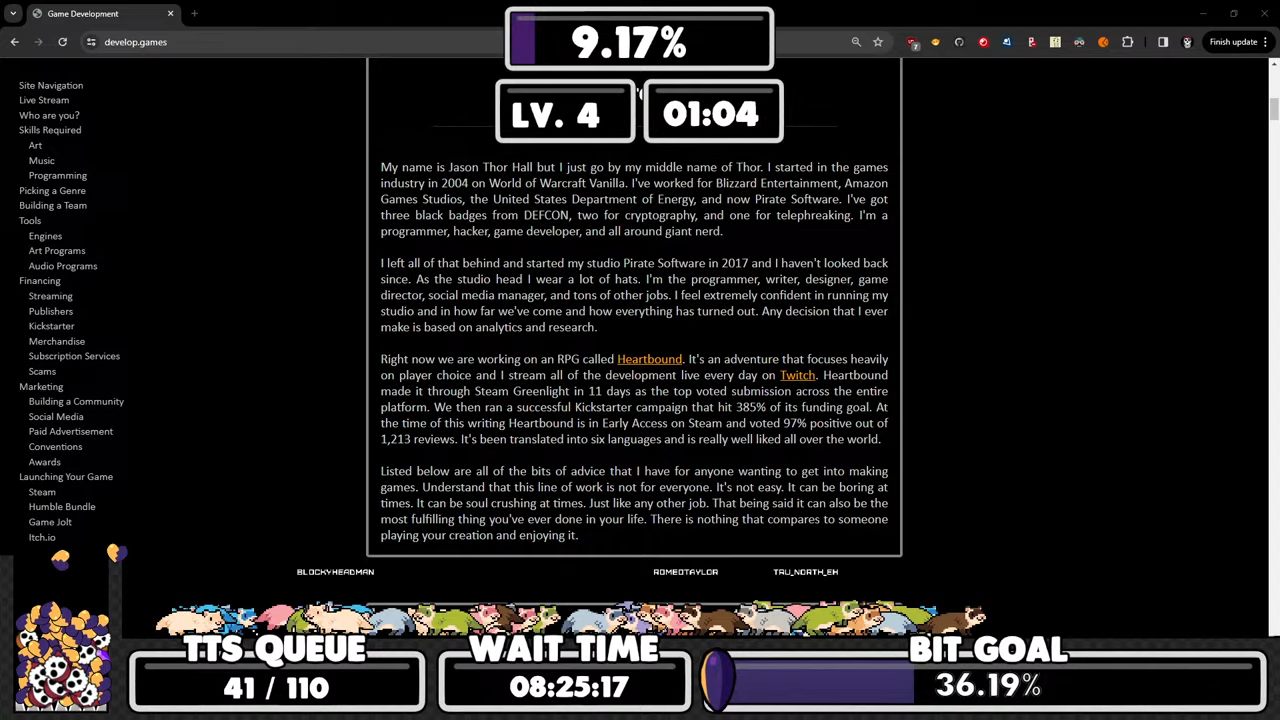 Game Development
9.17%
develop.games
Finish update
LV. 4
01:04
Site Navigation
Live Stream
Who are you?
Skills Required
Art
Music
Programming
Picking a Genre
Building a Team
Tools
Engines
Art Programs
Audio Programs
Financing
Streaming
Publishers
Kickstarter
Merchandise
Subscription Services
Scams
Marketing
Building a Community
Social Media
Paid Advertisement
Conventions
Awards
Launching Your Game
Steam
Humble Bundle
Game Jolt
Itch.io
My name is Jason Thor Hall but I just go by my middle name of Thor. I started in the games
industry in 2004 on World of Warcraft Vanilla. I've worked for Blizzard Entertainment, Amazon
Games Studios, the United States Department of Energy, and now Pirate Software. I've got
three black badges from DEFCON, two for cryptography, and one for telephreaking. I'm a
programmer, hacker, game developer, and all around giant nerd.
I left all of that behind and started my studio Pirate Software in 2017 and I haven't looked back
since. As the studio head I wear a lot of hats. I'm the programmer, writer, designer, game
director, social media manager, and tons of other jobs. I feel extremely confident in running my
studio and in how far we've come and how everything has turned out. Any decision that I ever
make is based on analytics and research.
Right now we are working on an RPG called Heartbound. It's an adventure that focuses heavily
on player choice and I stream all of the development live every day on Twitch. Heartbound
made it through Steam Greenlight in 11 days as the top voted submission across the entire
platform. We then ran a successful Kickstarter campaign that hit 385% of its funding goal. At
the time of this writing Heartbound is in Early Access on Steam and voted 97% positive out of
1,213 reviews. It's been translated into six languages and is really well liked all over the world.
Listed below are all of the bits of advice that I have for anyone wanting to get into making
games. Understand that this line of work is not for everyone. It's not easy. It can be boring at
times. It can be soul crushing at times. Just like any other job. That being said it can also be the
most fulfilling thing you've ever done in your life. There is nothing that compares to someone
playing your creation and enjoying it.
BLOCKYHEADMAN
ROMEOTAYLOR
TAU_NORTH_EH
TTS QUEUE
41 / 110
WAIT TIME
08:25:17
BIT GOAL
36.19%